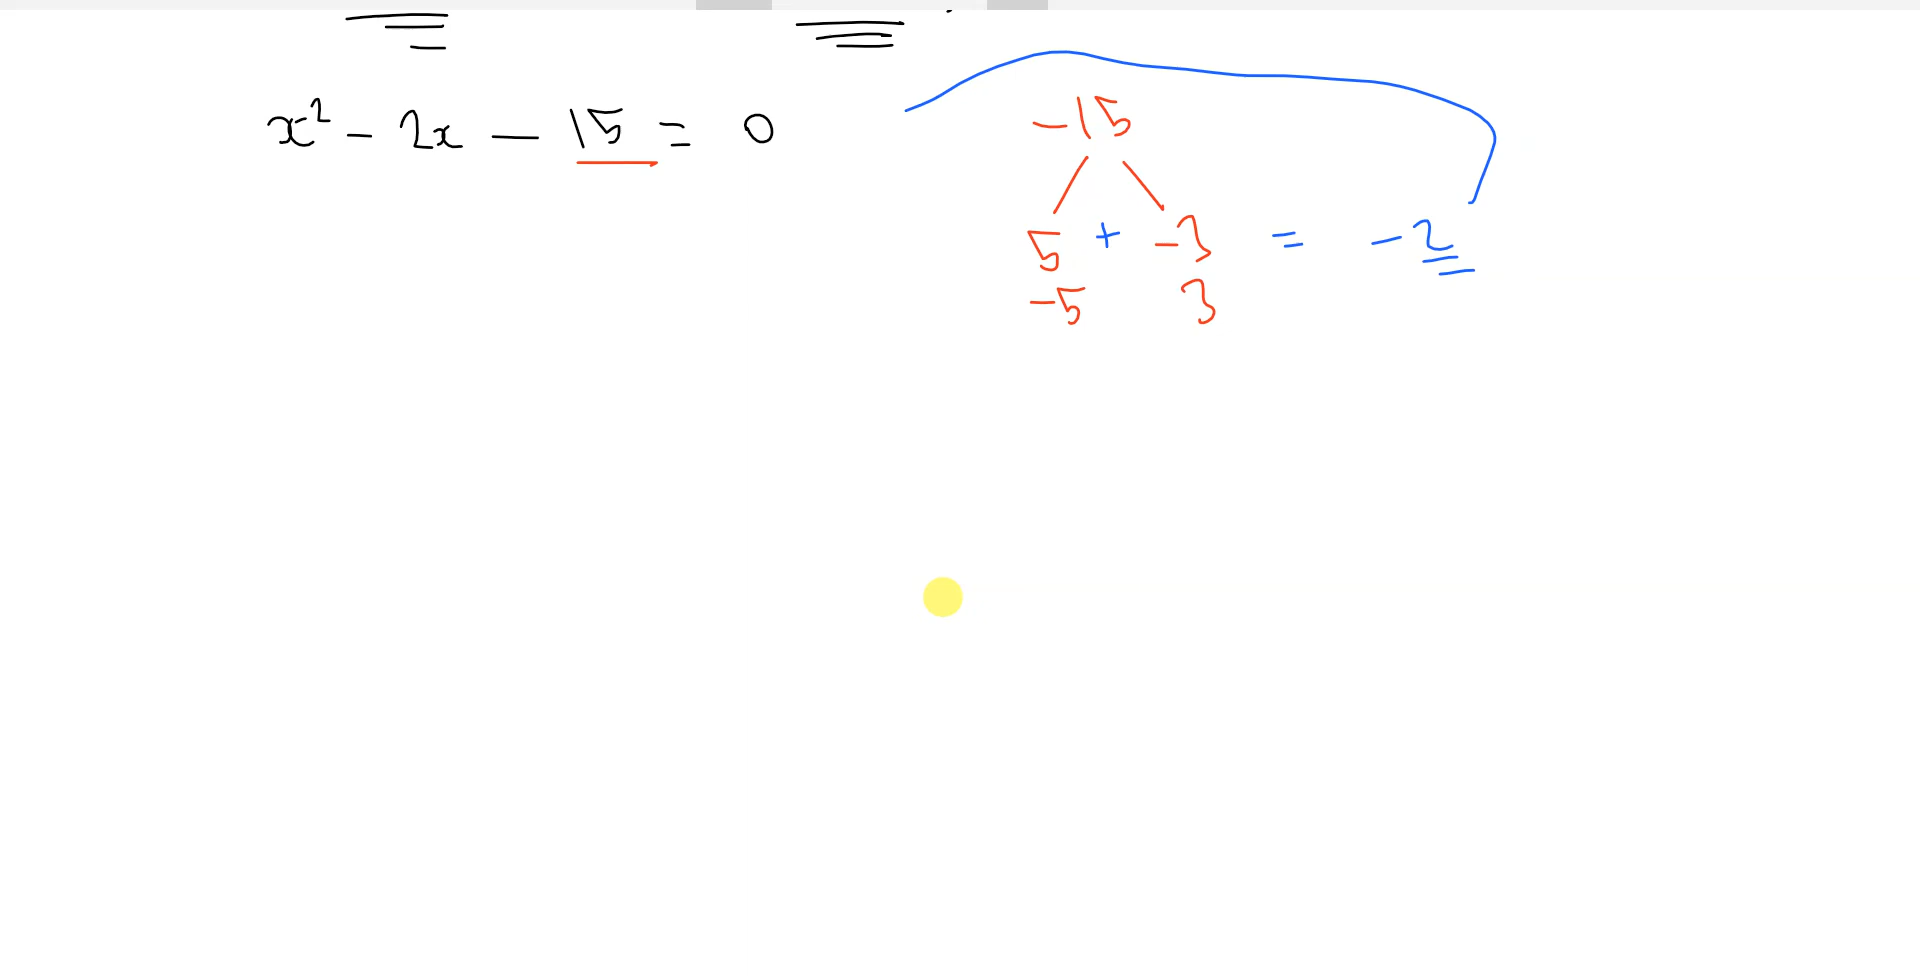 x² - 2x - 15 = 0
-15
5 + -3 = -2
-5 3